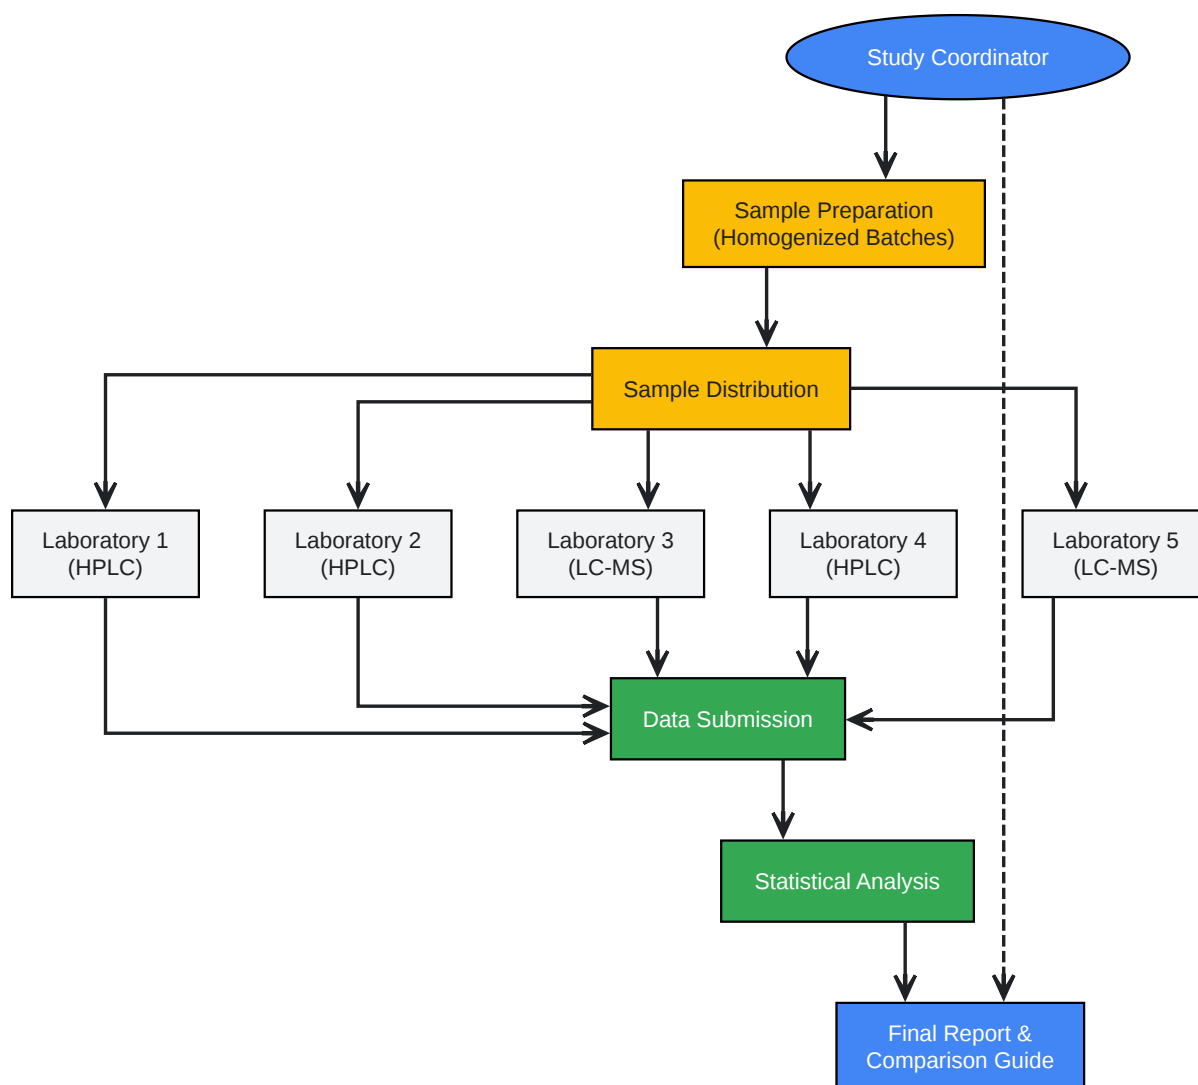 Study Coordinator
Sample Preparation
(Homogenized Batches)
Sample Distribution
Laboratory 1
(HPLC)
Laboratory 2
(HPLC)
Laboratory 3
(LC-MS)
Laboratory 4
(HPLC)
Laboratory 5
(LC-MS)
Data Submission
Statistical Analysis
Final Report &
Comparison Guide